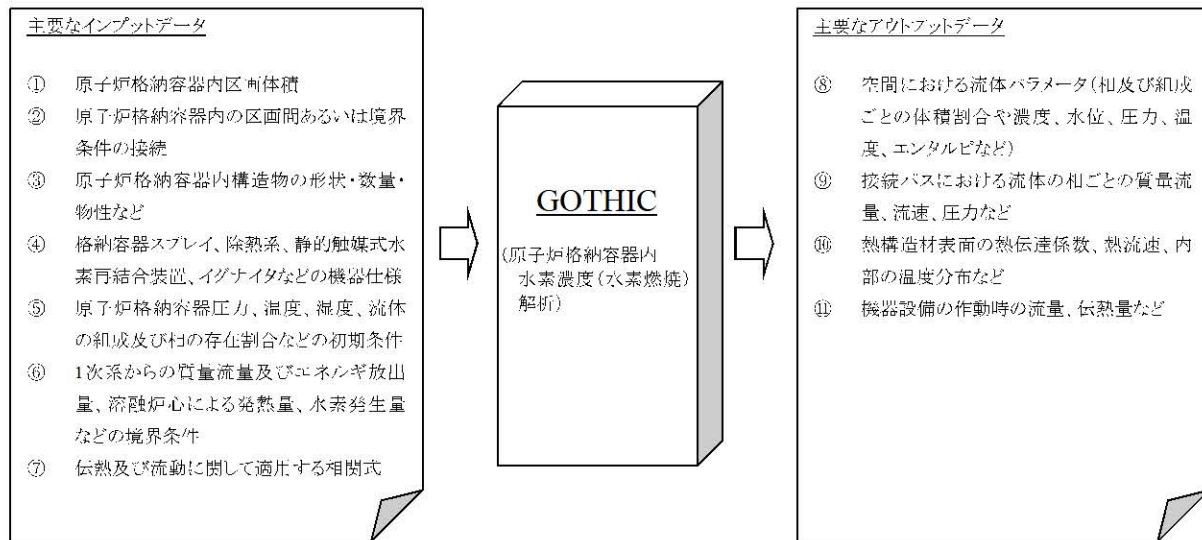 主要なインプットデータ
① 原子炉格納容器内区画体積
② 原子炉格納容器内の区画間あるいは境界
条件の接続
③ 原子炉格納容器内構造物の形状・数量・
物性など
④ 格納容器スプレイ、除熱系、静的触媒式水
素再結合装置、イグナイタなどの機器仕様
⑤ 原子炉格納容器圧力、温度、湿度、流体
の組成及び相の存在割合などの初期条件
⑥ 1次系からの質量流量及びエネルギ放出
量、溶融炉心による発熱量、水素発生量
などの境界条件
⑦ 伝熱及び流動に関して適用する相関式
GOTHIC
(原子炉格納容器内
水素濃度(水素燃焼)
解析)
主要なアウトプットデータ
⑧ 空間における流体パラメータ(相及び組成
ごとの体積割合や濃度、水位、圧力、温
度、エンタルピなど)
⑨ 接続パスにおける流体の相ごとの質量流
量、流速、圧力など
⑩ 熱構造材表面の熱伝達係数、熱流速、内
部の温度分布など
⑪ 機器設備の作動時の流量、伝熱量など